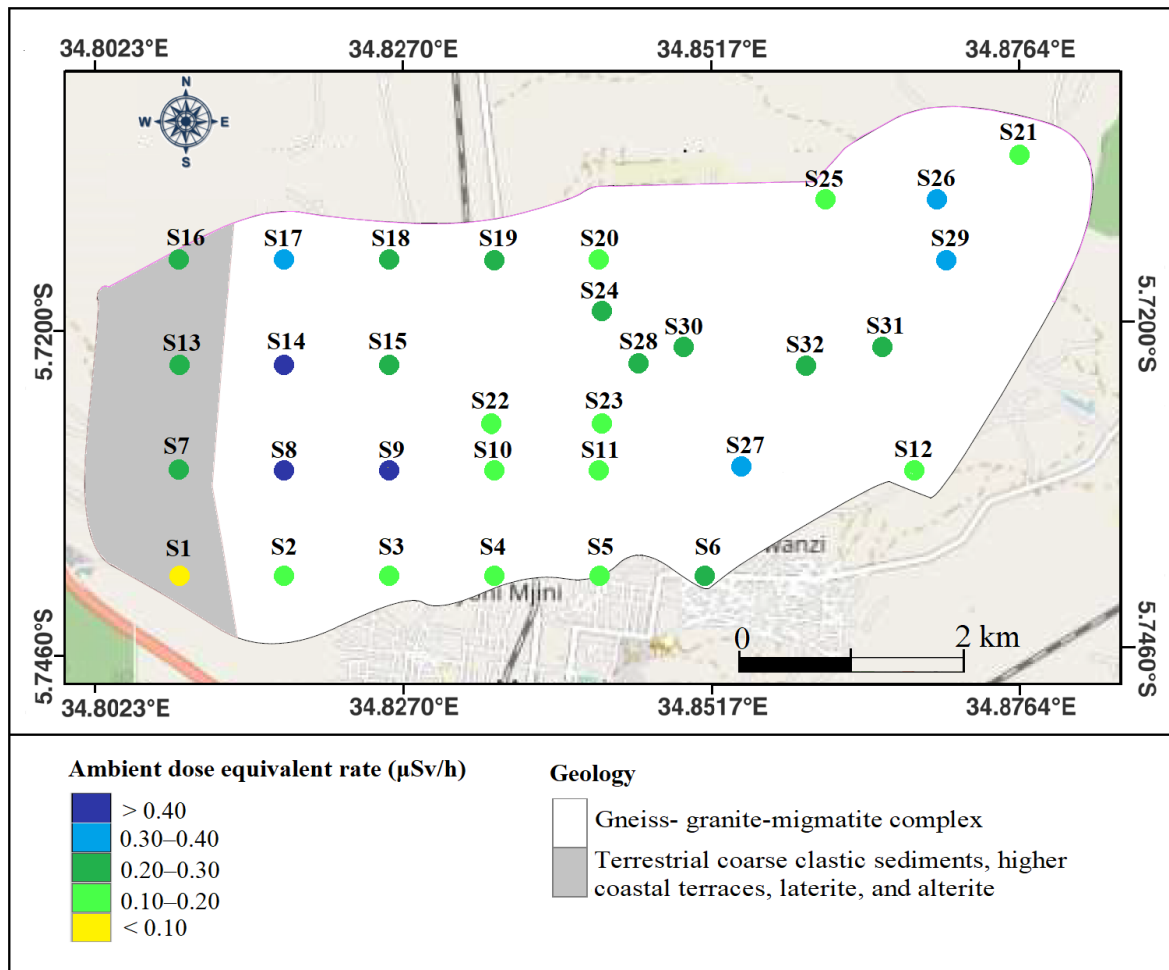 34.8023°E 34.8270°E 34.8517°E 34.8764°E
N
W E
S
S21
S25 S26
S16 S17 S18 S19 S20
S29
S24
5.7200°S 5.7200°S
S13 S14 S15 S28 S30 S32 S31
S22 S23
S7 S8 S9 S10 S11 S27 S12
S1 S2 S3 S4 S5 S6
wanzi
Mjini
0 2 km
5.7460°S 5.7460°S
34.8023°E 34.8270°E 34.8517°E 34.8764°E
Ambient dose equivalent rate (µSv/h)
> 0.40
0.30–0.40
0.20–0.30
0.10–0.20
< 0.10
Geology
Gneiss- granite-migmatite complex
Terrestrial coarse clastic sediments, higher
coastal terraces, laterite, and alterite